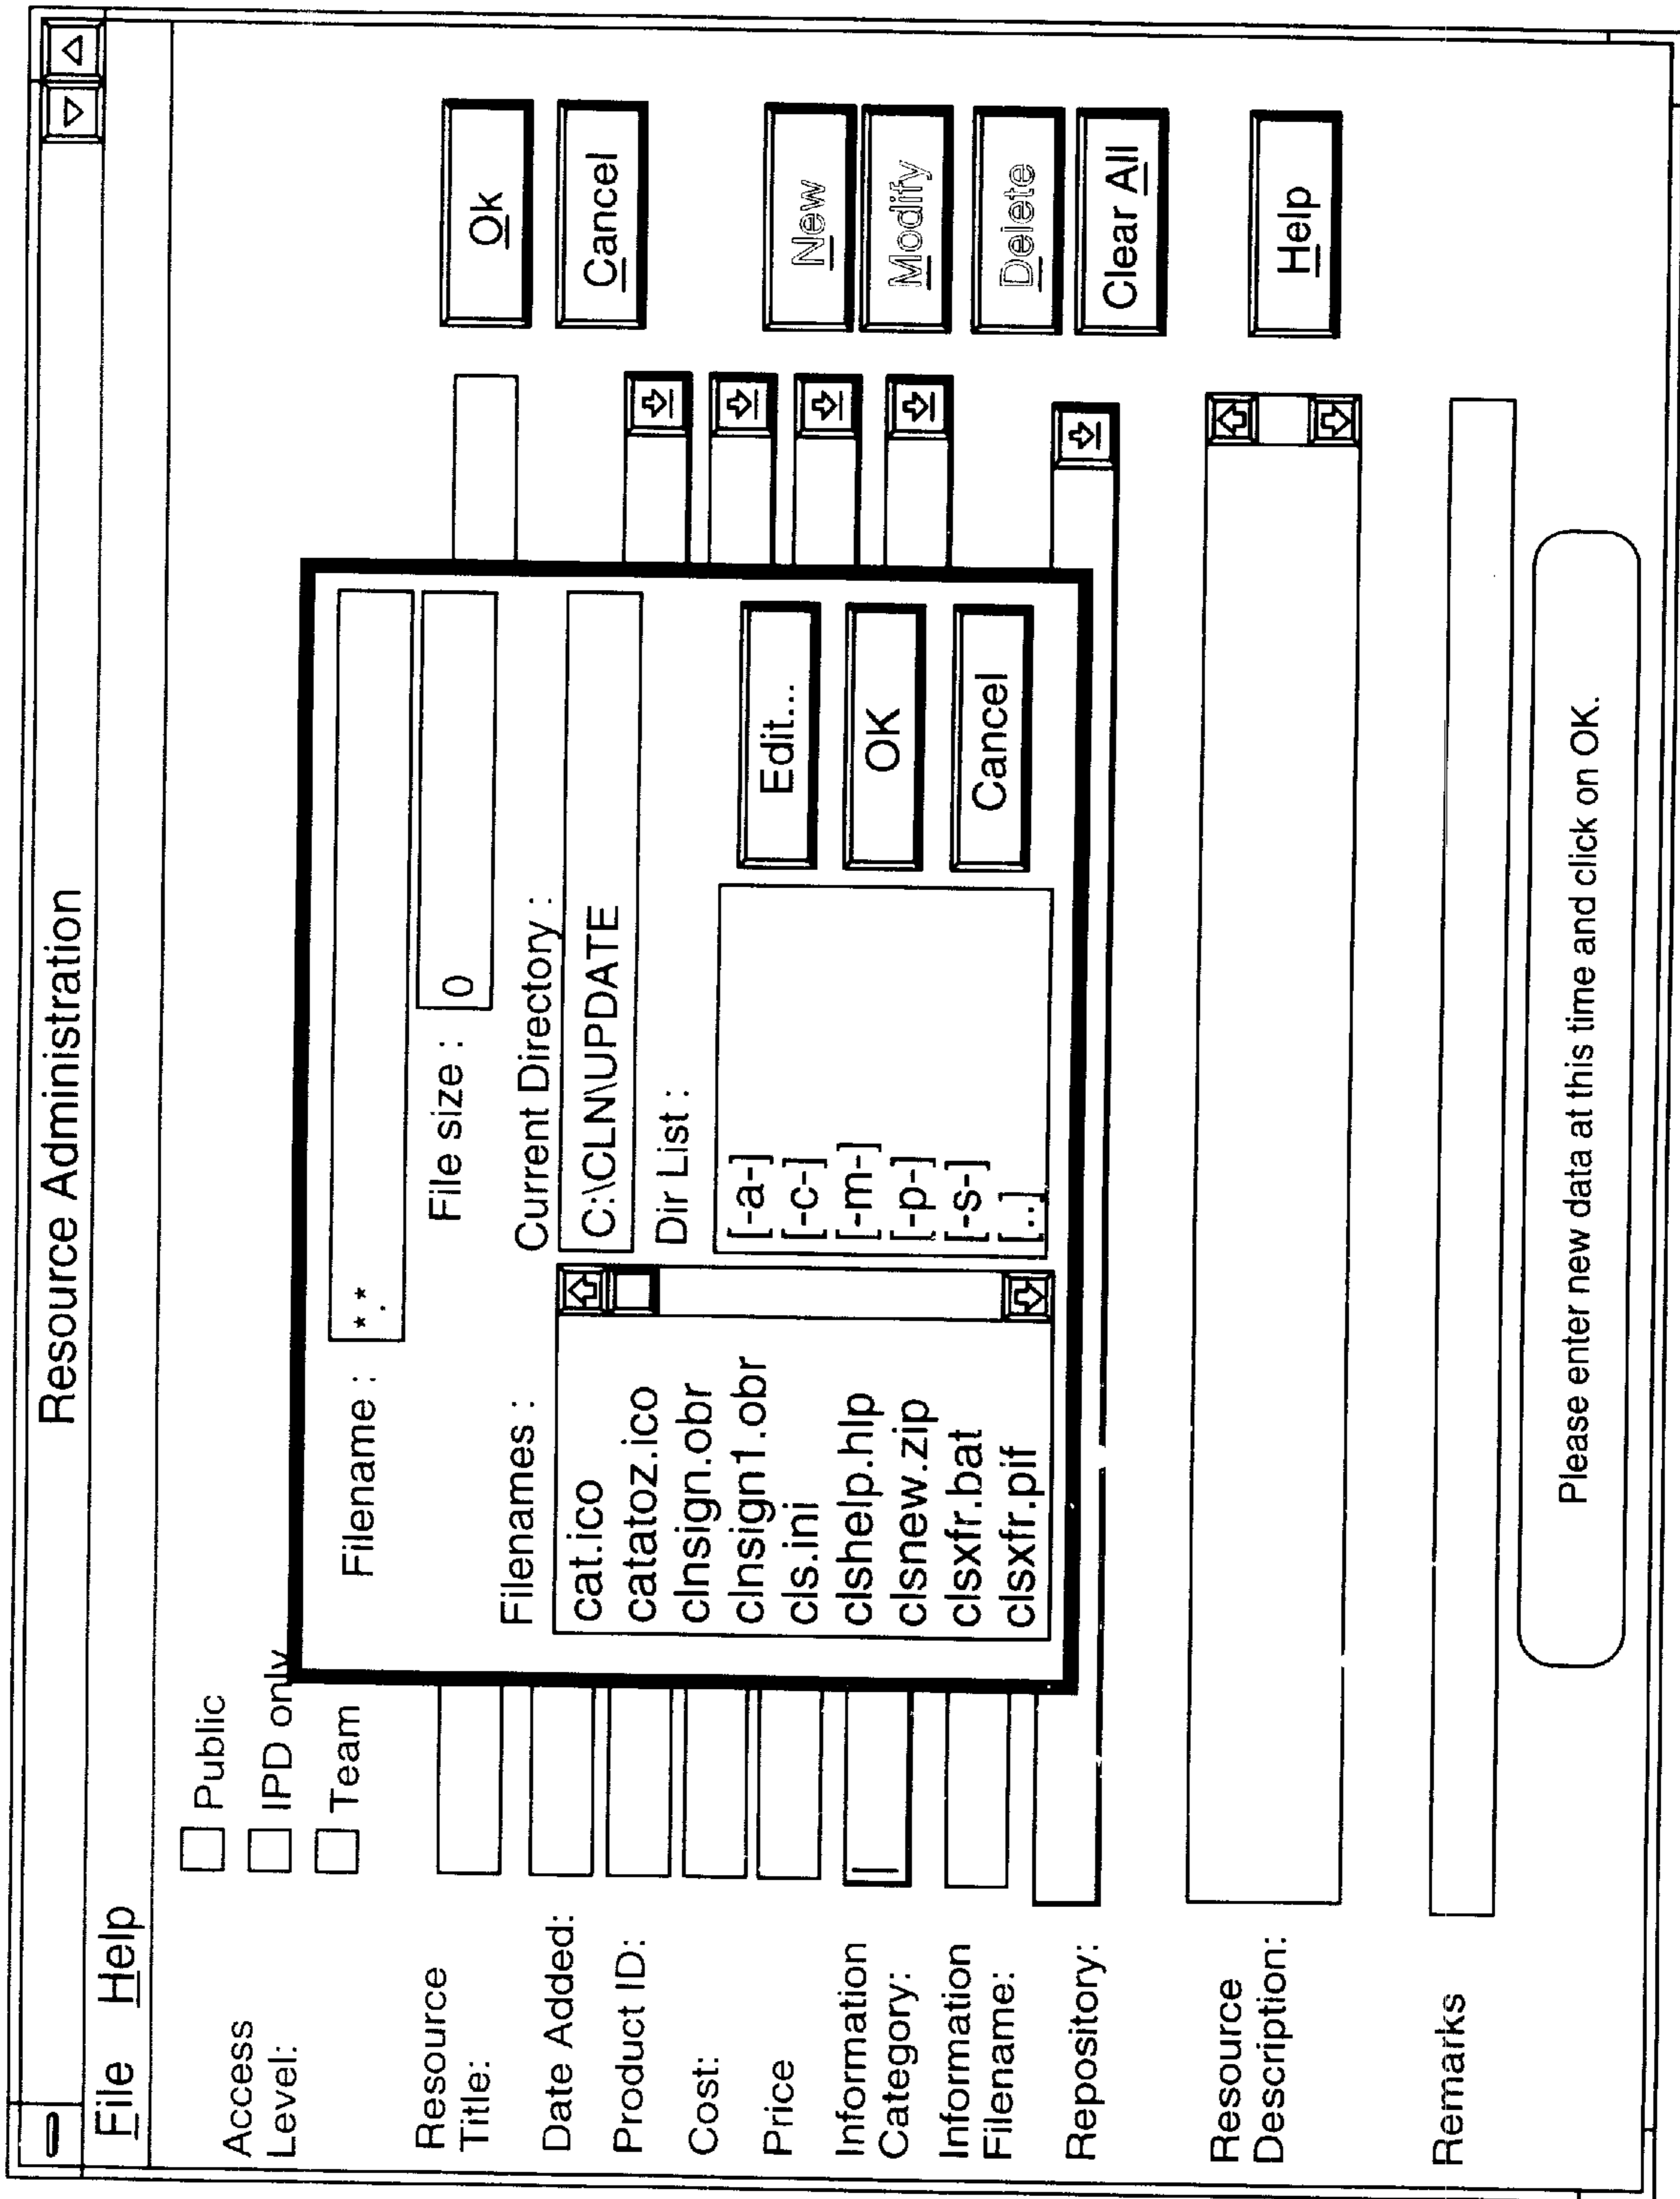 Resource Administration
File Help
Access
Level:
Public
IPD only
Team
Resource
Title:
Date Added:
Product ID:
Cost:
Price
Information
Category:
Information
Filename:
Repository:
Resource
Description:
Remarks
Filename : *.*
File size : 0
Filenames :
cat.ico
catatoz.ico
clnsign.obr
clnsign1.obr
cls.ini
clshelp.hlp
clsnew.zip
clsxfr.bat
clsxfr.pif
Current Directory :
C:\CLN\UPDATE
Dir List :
[-a-]
[-c-]
[-m-]
[-p-]
[-s-]
[..]
Edit...
OK
Cancel
Ok
Cancel
New
Modify
Delete
Clear All
Help
Please enter new data at this time and click on OK.